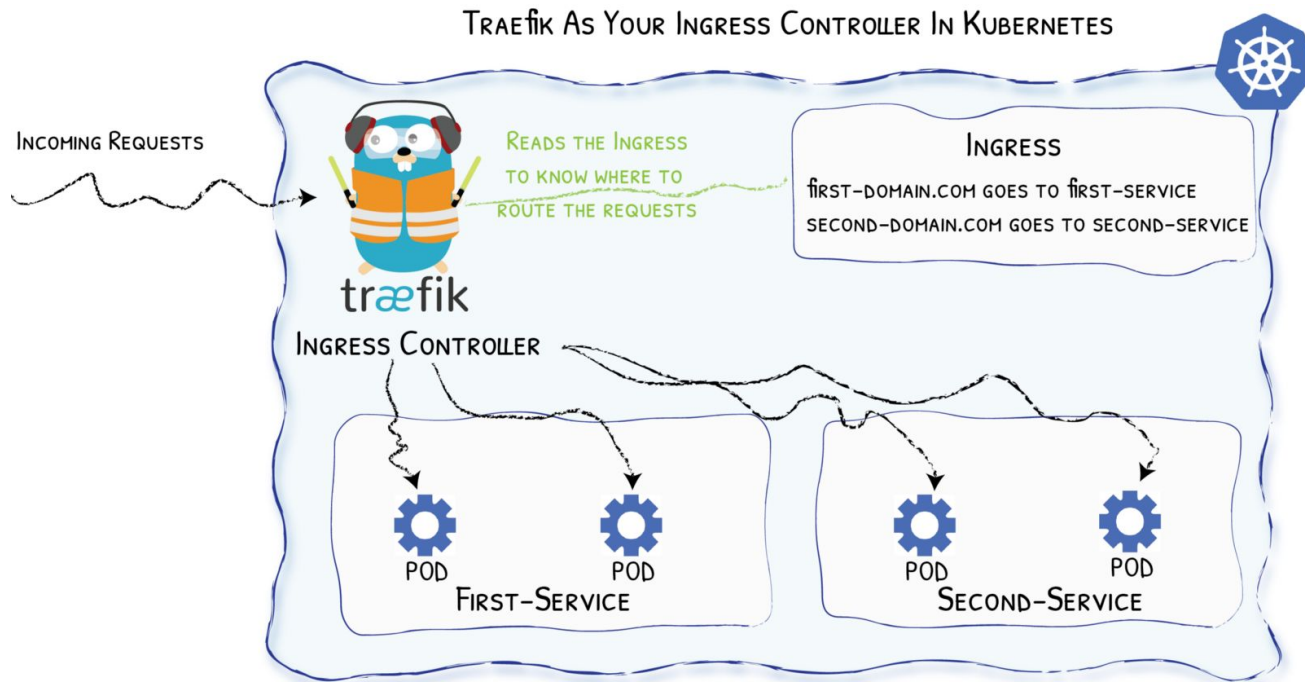 Traefik As Your Ingress Controller In Kubernetes
Incoming Requests
Reads the Ingress
to know where to
route the requests
Ingress
first-domain.com goes to first-service
second-domain.com goes to second-service
træfik
Ingress Controller
pod
pod
First-Service
pod
pod
Second-Service